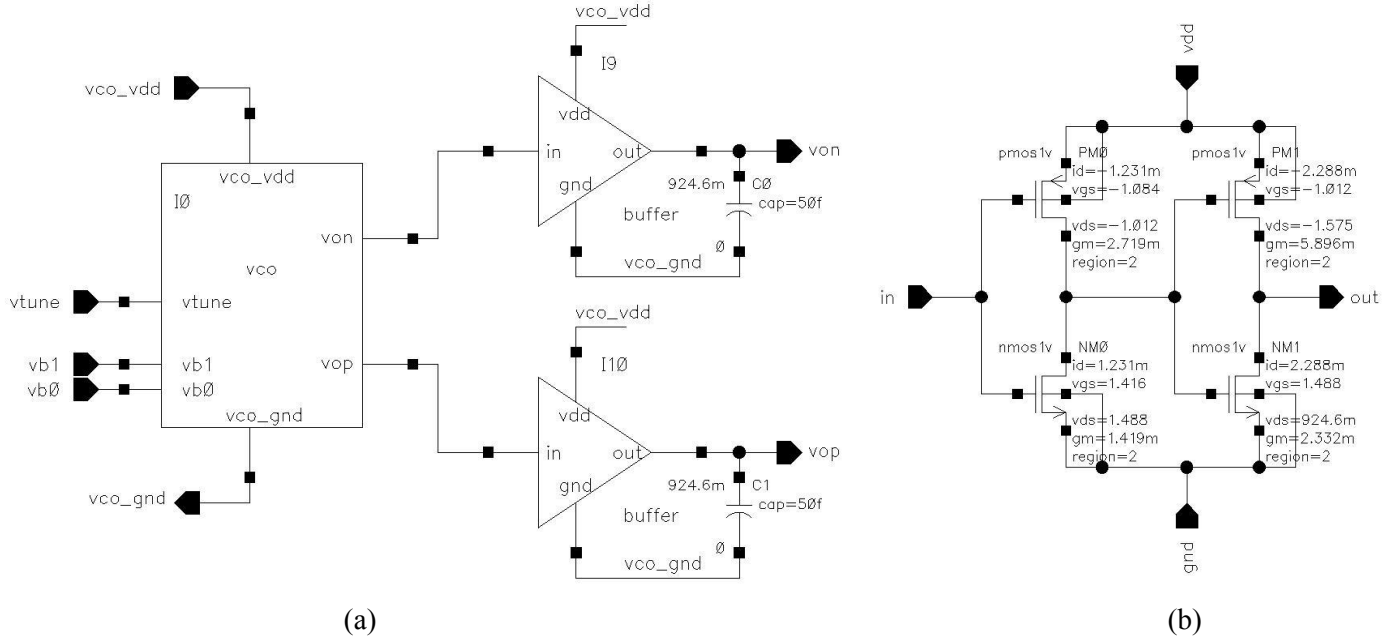 vco_vdd
I9
vdd
in
out
gnd
von
924.6m
C0
cap=50f
buffer
0
vco_gnd
vco_vdd
vco_vdd
I0
von
vco
vtune
vtune
vb1
vb1
vb0
vb0
vop
vco_gnd
vco_gnd
vco_vdd
I10
vdd
in
out
gnd
vop
924.6m
C1
cap=50f
buffer
0
vco_gnd
(a)
vdd
pmos1v
PM0
id=-1.231m
vgs=-1.084
vds=-1.012
gm=2.719m
region=2
pmos1v
PM1
id=-2.288m
vgs=-1.012
vds=-1.575
gm=5.896m
region=2
in
out
nmos1v
NM0
id=1.231m
vgs=1.416
vds=1.488
gm=1.419m
region=2
nmos1v
NM1
id=2.288m
vgs=1.488
vds=924.6m
gm=2.332m
region=2
gnd
(b)